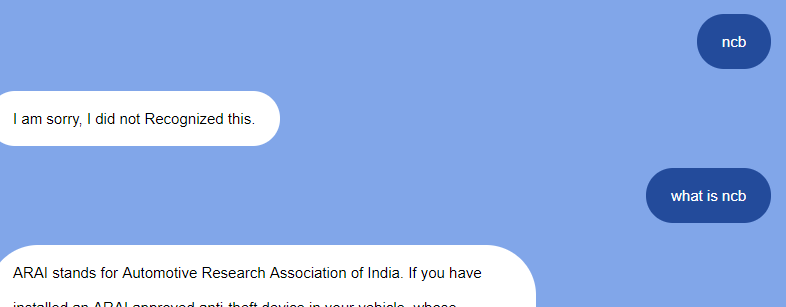 ncb
I am sorry, I did not Recognized this.
what is ncb
ARAI stands for Automotive Research Association of India. If you have
installed an ARAI approved anti-theft device in your vehicle, whose